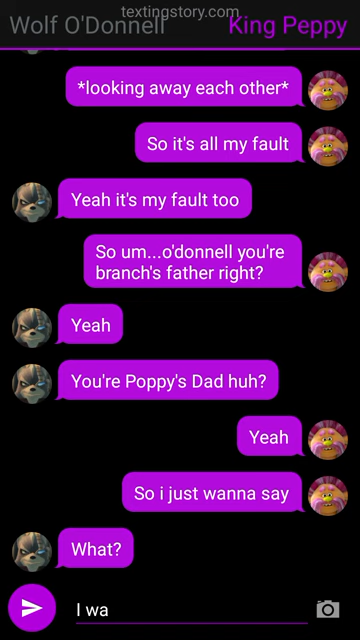 textingstory.com
Wolf O'Donnell King Peppy
*looking away each other*
So it's all my fault
Yeah it's my fault too
So um...o'donnell you're
branch's father right?
Yeah
You're Poppy's Dad huh?
Yeah
So i just wanna say
What?
I wa